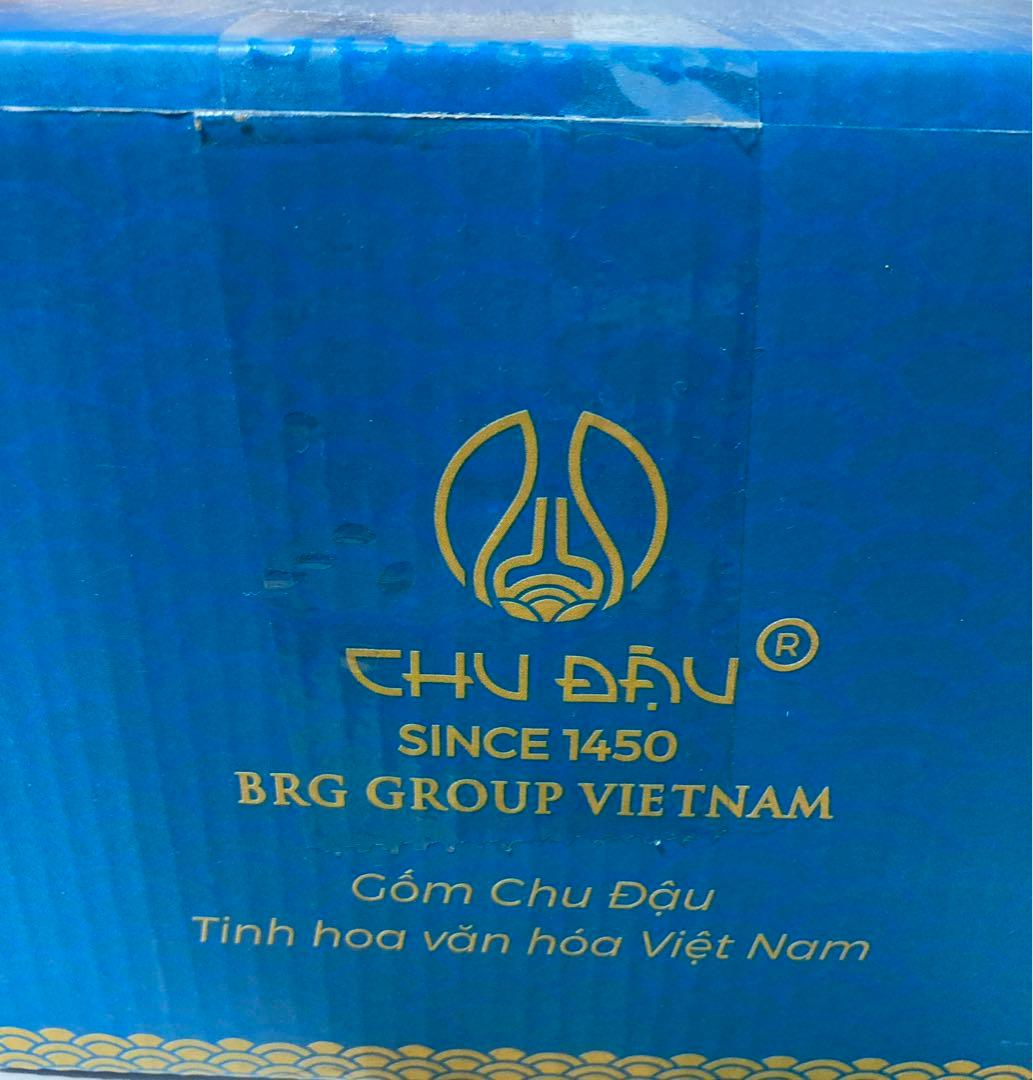 CHU ĐẬU ®
SINCE 1450
BRG GROUP VIETNAM
Gốm Chu Đậu
Tinh hoa văn hóa Việt Nam